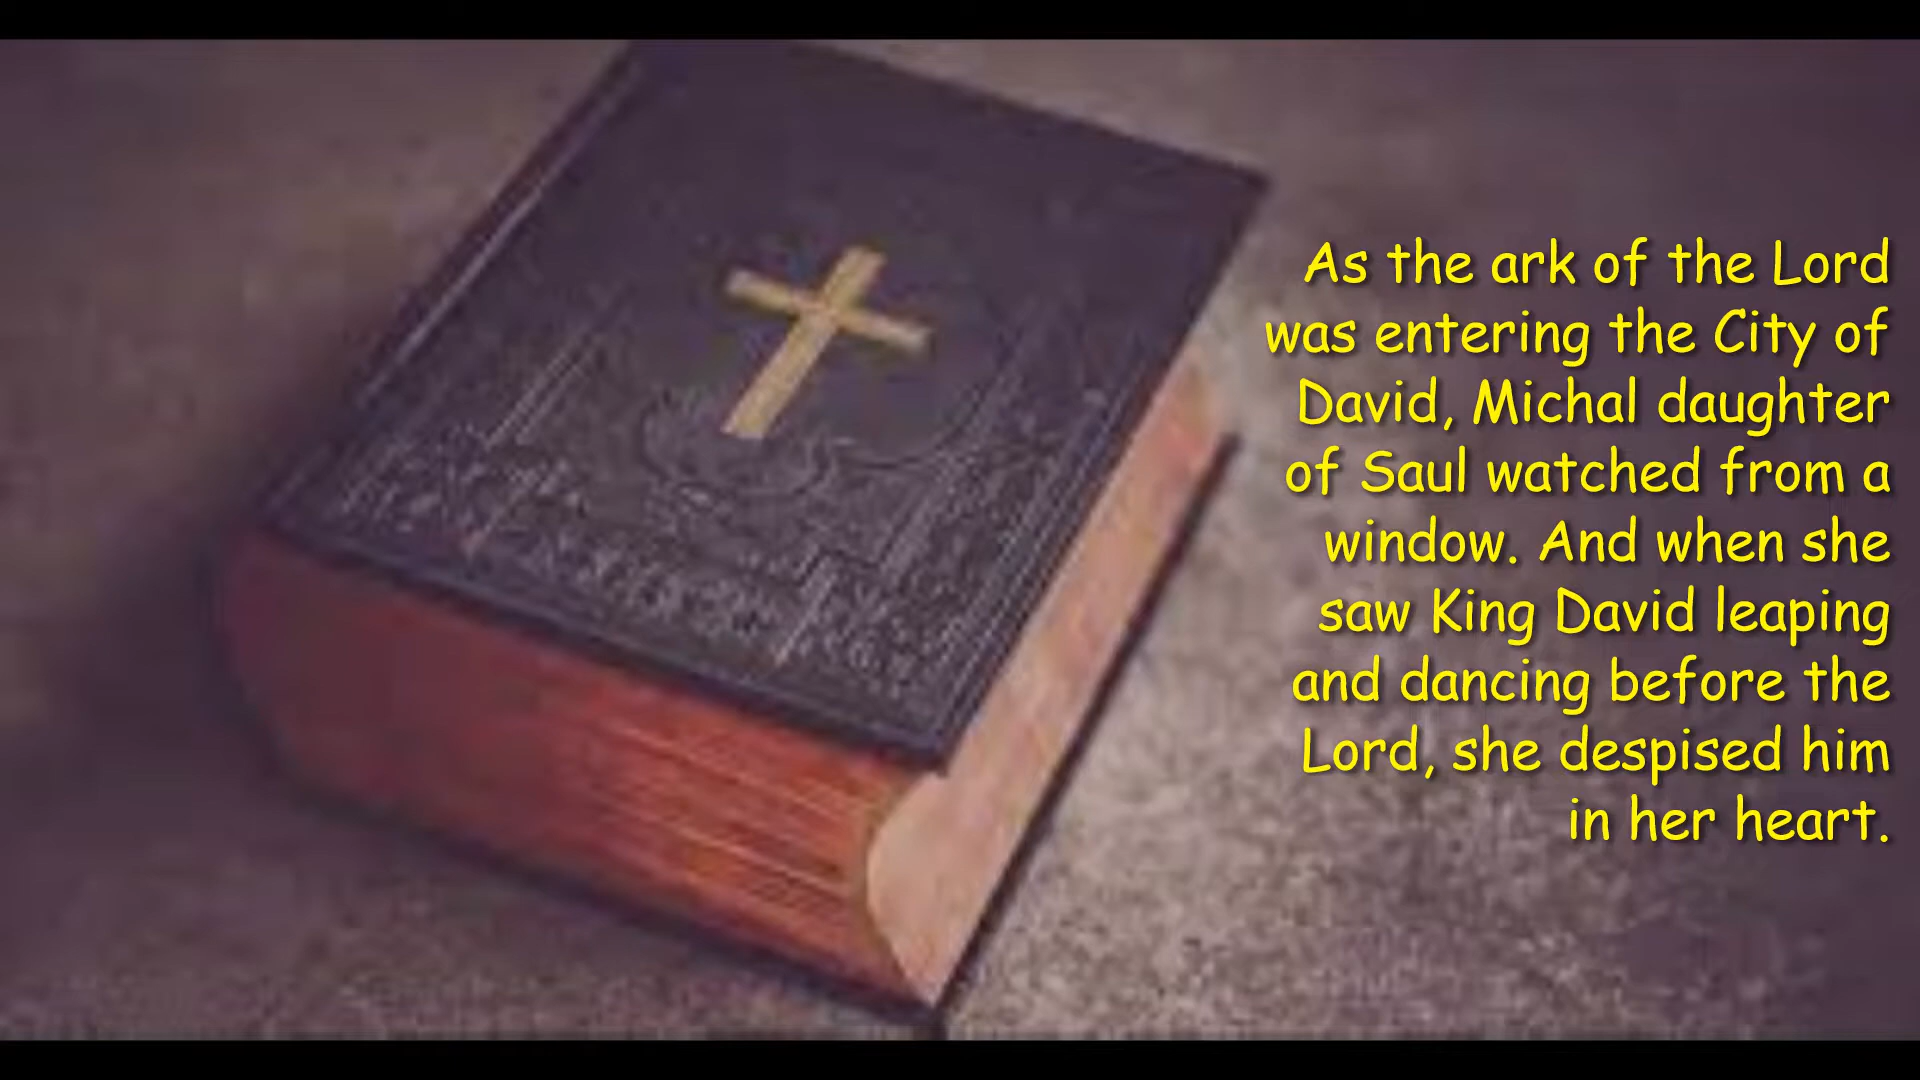 As the ark of the Lord
was entering the City of
David, Michal daughter
of Saul watched from a
window. And when she
saw King David leaping
and dancing before the
Lord, she despised him
in her heart.